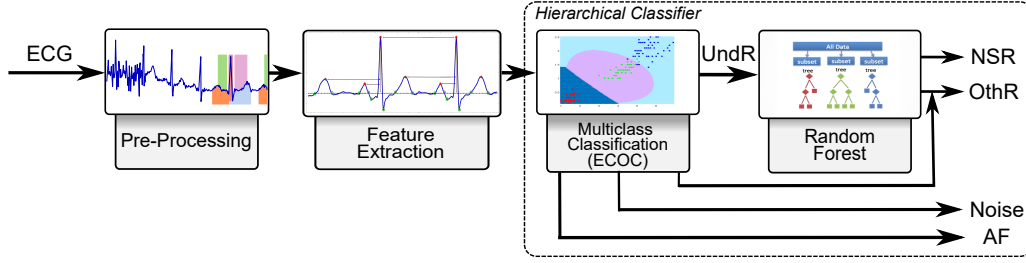 Hierarchical Classifier
ECG
UndR
NSR
OthR
All Data
subset
subset
subset
tree
tree
tree
Pre-Processing
Feature
Extraction
Multiclass
Classification
(ECOC)
Random
Forest
Noise
AF